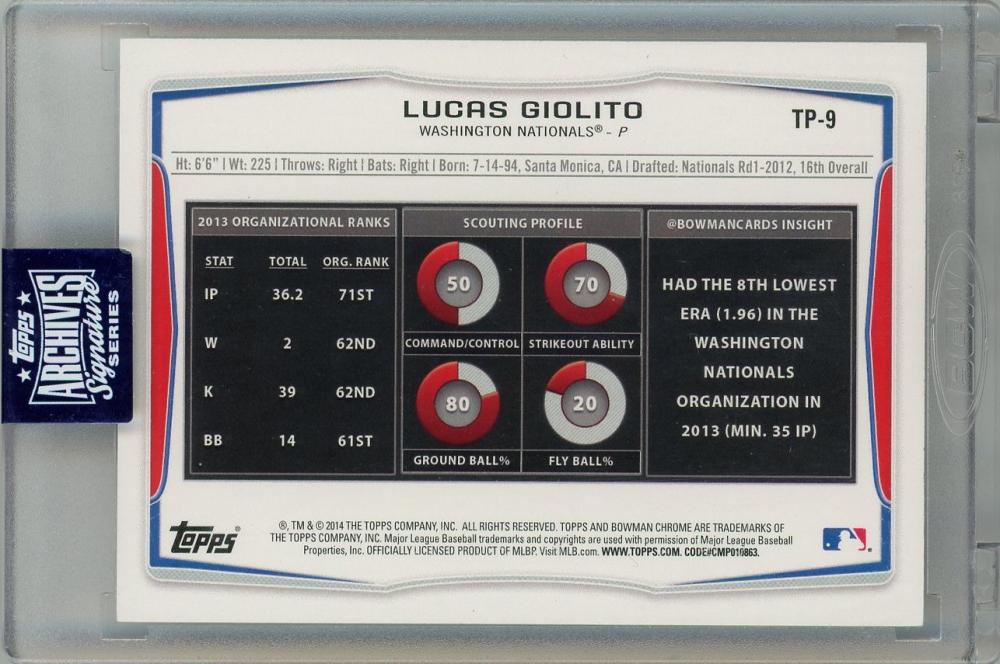 LUCAS GIOLITO
WASHINGTON NATIONALS® - P
TP-9
Ht: 6'6" | Wt: 225 | Throws: Right | Bats: Right | Born: 7-14-94, Santa Monica, CA | Drafted: Nationals Rd1-2012, 16th Overall
2013 ORGANIZATIONAL RANKS
STAT TOTAL ORG. RANK
IP 36.2 71ST
W 2 62ND
K 39 62ND
BB 14 61ST
SCOUTING PROFILE
50 70
COMMAND/CONTROL STRIKEOUT ABILITY
80 20
GROUND BALL% FLY BALL%
@BOWMANCARDS INSIGHT
HAD THE 8TH LOWEST
ERA (1.96) IN THE
WASHINGTON
NATIONALS
ORGANIZATION IN
2013 (MIN. 35 IP)
TOPPS
ARCHIVES
Signature
SERIES
Topps®
®, TM & © 2014 THE TOPPS COMPANY, INC. ALL RIGHTS RESERVED. TOPPS AND BOWMAN CHROME ARE TRADEMARKS OF
THE TOPPS COMPANY, INC. Major League Baseball trademarks and copyrights are used with permission of Major League Baseball
Properties, Inc. OFFICIALLY LICENSED PRODUCT OF MLBP. Visit MLB.com. WWW.TOPPS.COM. CODE#CMP010863.
BCW